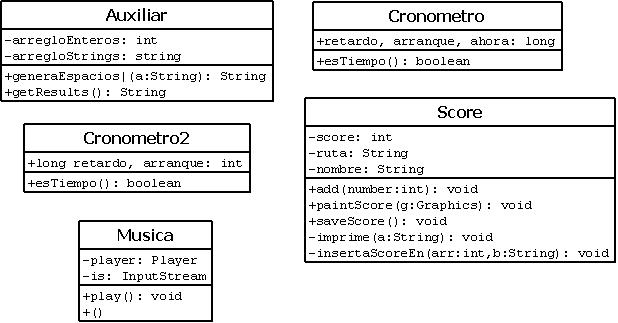 Auxiliar
-arregloEnteros: int
-arregloStrings: string
+generaEspacios|(a:String): String
+getResults(): String
Cronometro
+retardo, arranque, ahora: long
+esTiempo(): boolean
Cronometro2
+long retardo, arranque: int
+esTiempo(): boolean
Score
-score: int
-ruta: String
-nombre: String
+add(number:int): void
+paintScore(g:Graphics): void
+saveScore(): void
-imprime(a:String): void
-insertaScoreEn(arr:int,b:String): void
Musica
-player: Player
-is: InputStream
+play(): void
+()